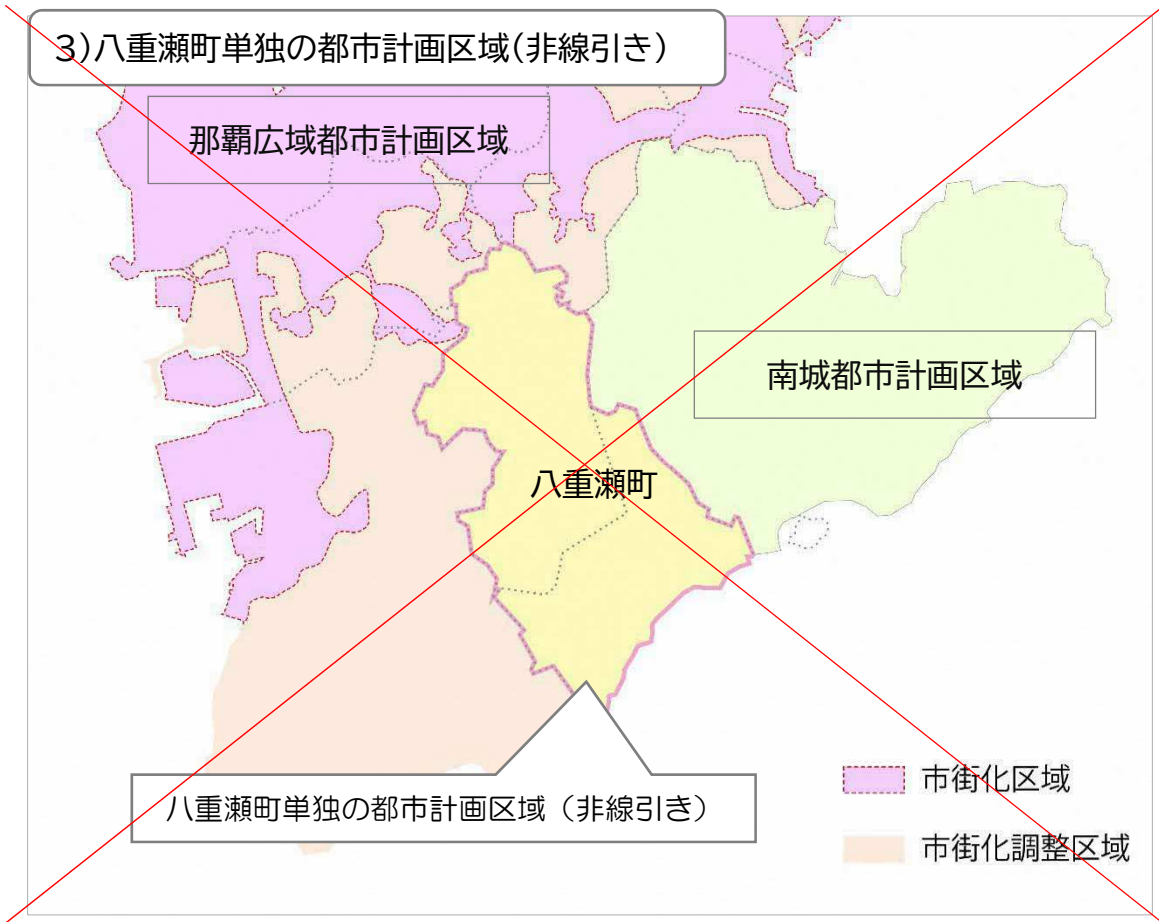 3)八重瀬町単独の都市計画区域(非線引き)
那覇広域都市計画区域
南城都市計画区域
八重瀬町
八重瀬町単独の都市計画区域（非線引き）
市街化区域
市街化調整区域